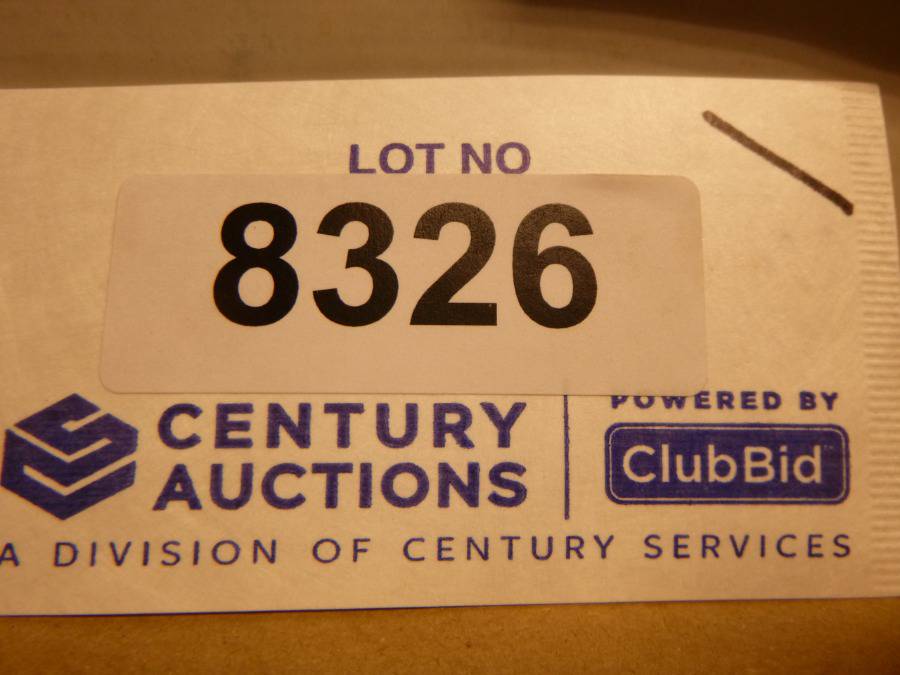 LOT NO
8326
CENTURY
AUCTIONS
POWERED BY
ClubBid
A DIVISION OF CENTURY SERVICES